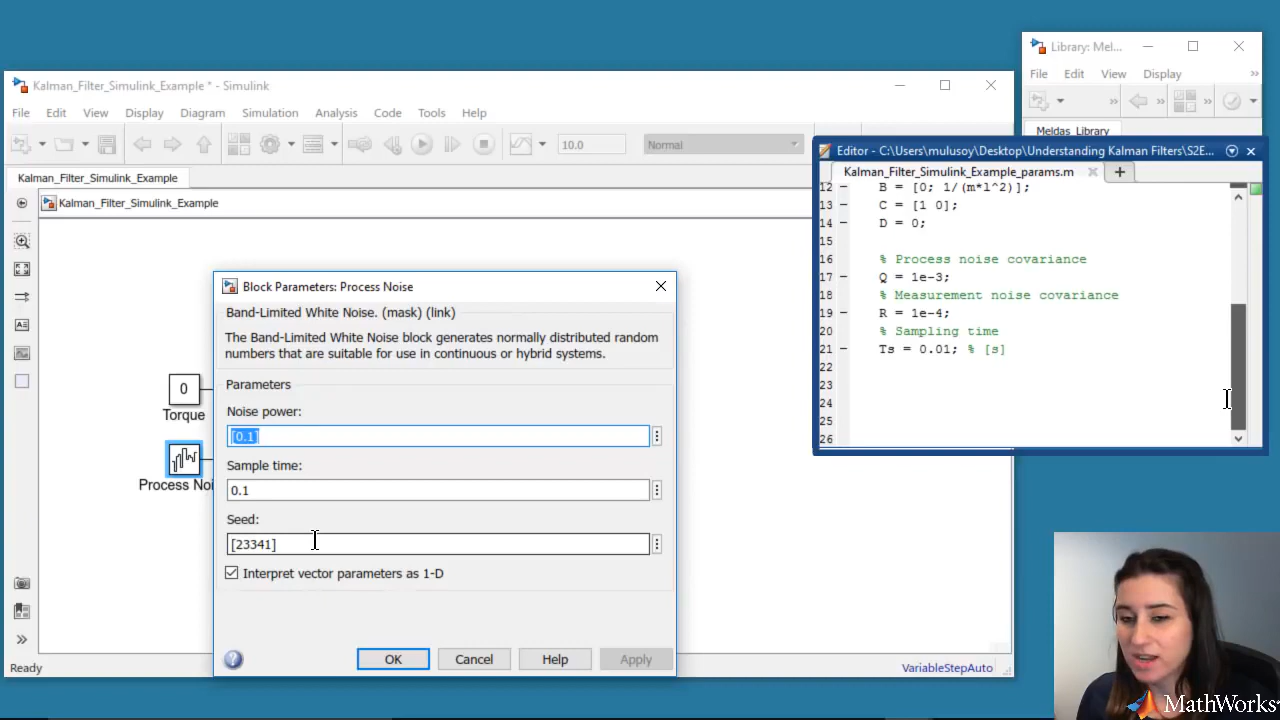 Library: Mel...
File Edit View Display »
Meldas_Library
Kalman_Filter_Simulink_Example * - Simulink
File Edit View Display Diagram Simulation Analysis Code Tools Help
10.0
Normal
Kalman_Filter_Simulink_Example
Kalman_Filter_Simulink_Example
Editor - C:\Users\mulusoy\Desktop\Understanding Kalman Filters\S2E...
Kalman_Filter_Simulink_Example_params.m
12 – B = [0; 1/(m*l^2)];
13 – C = [1 0];
14 – D = 0;
15
16 % Process noise covariance
17 – Q = 1e-3;
18 % Measurement noise covariance
19 – R = 1e-4;
20 % Sampling time
21 – Ts = 0.01; % [s]
22
23
24
25
26
0
Torque
Process Noi
Block Parameters: Process Noise
Band-Limited White Noise. (mask) (link)
The Band-Limited White Noise block generates normally distributed random
numbers that are suitable for use in continuous or hybrid systems.
Parameters
Noise power:
[0.1]
Sample time:
0.1
Seed:
[23341]
Interpret vector parameters as 1-D
OK Cancel Help Apply
Ready
VariableStepAuto
MathWorks